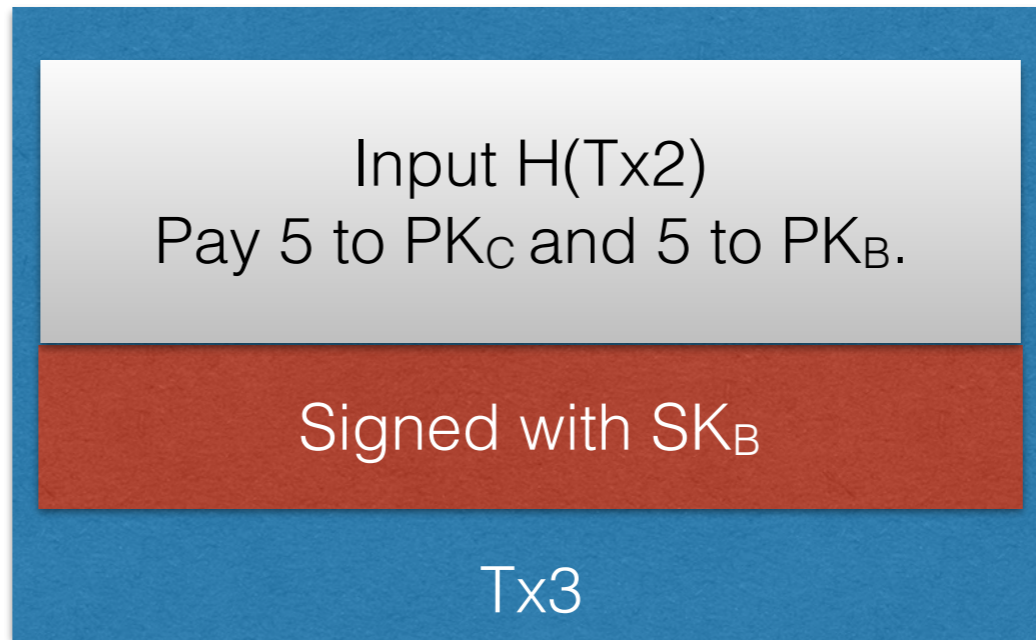 Input H(Tx2)
Pay 5 to PKC and 5 to PKB.
Signed with SKB
Tx3